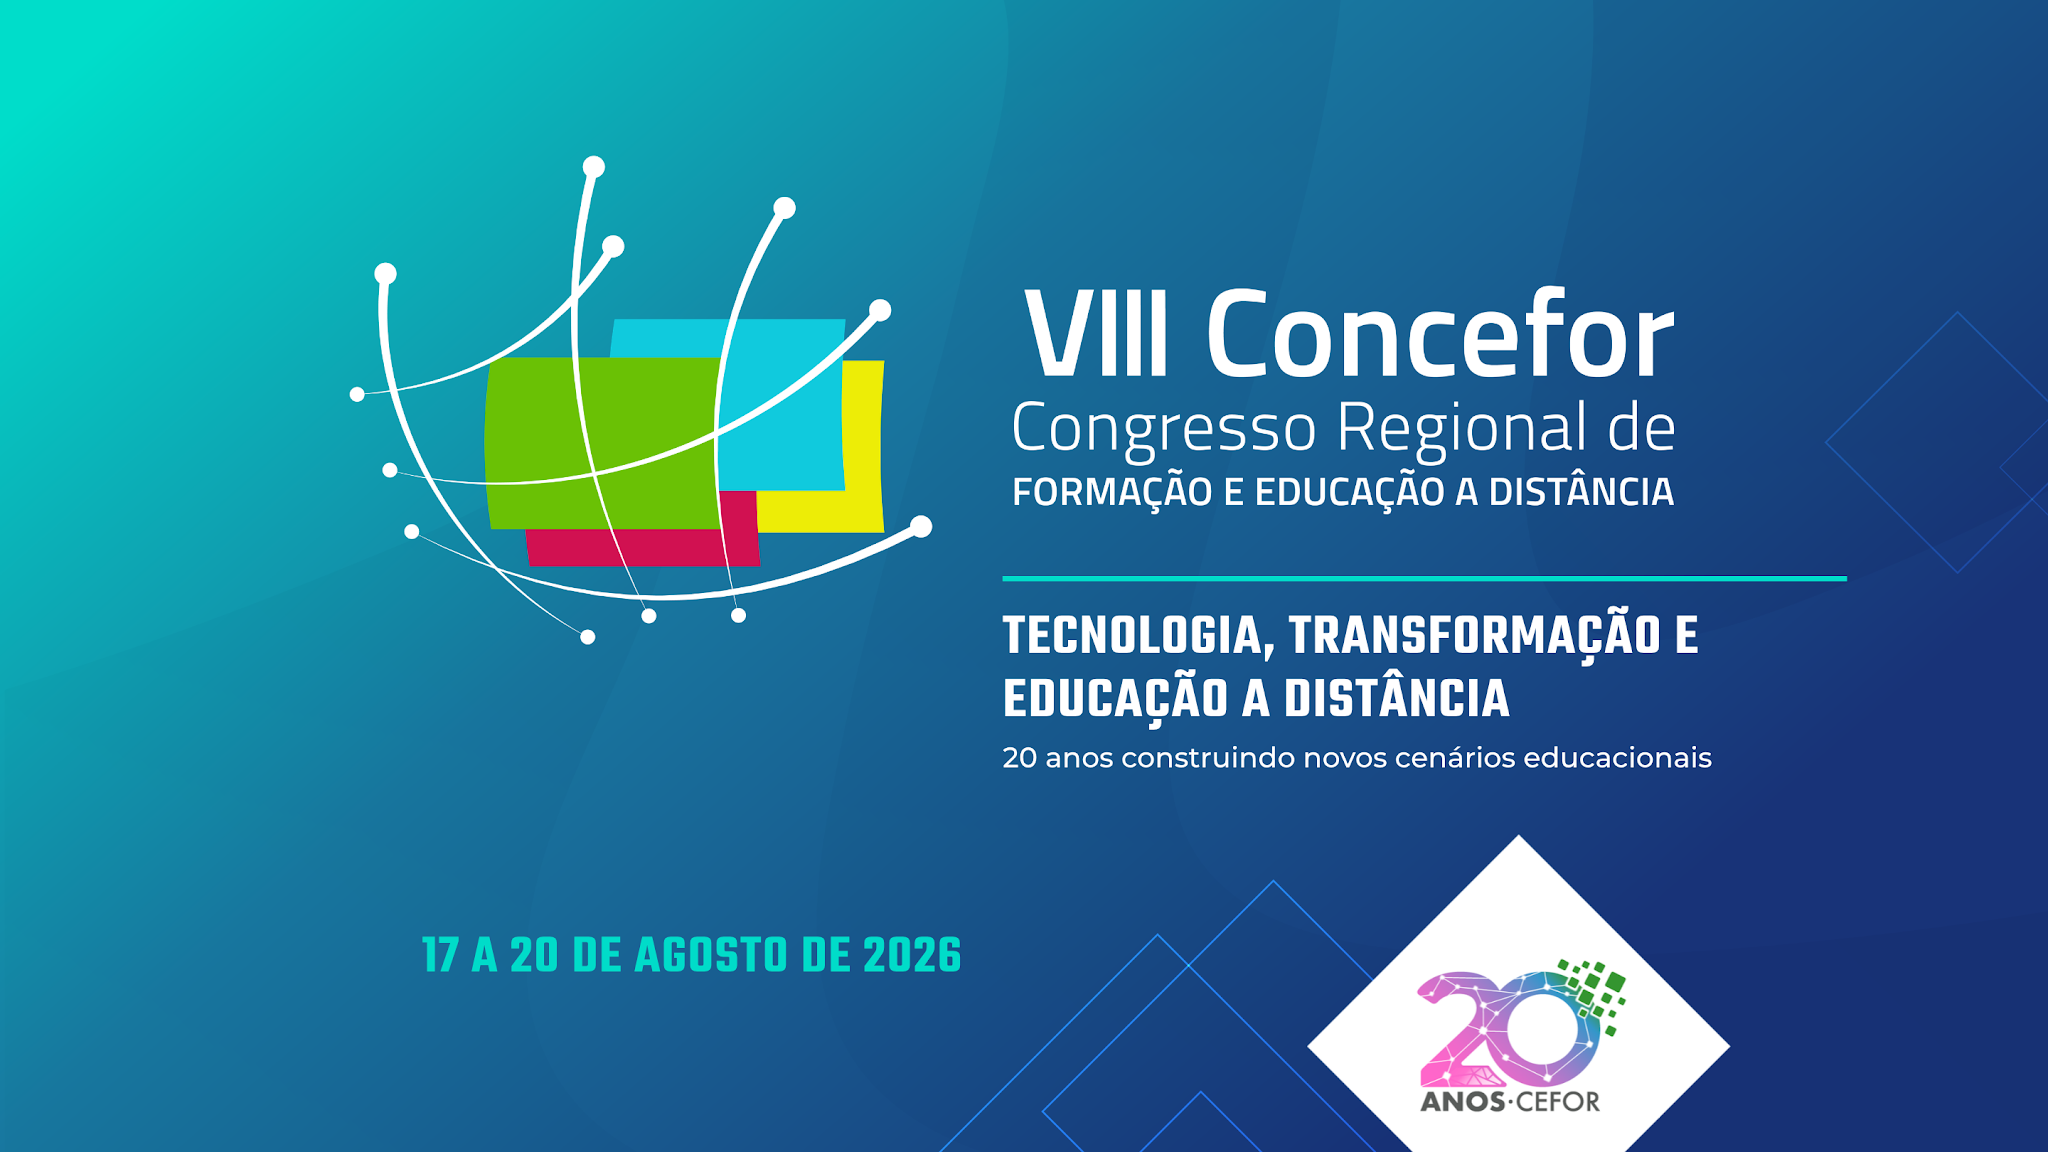 VIII Concefor
Congresso Regional de
FORMAÇÃO E EDUCAÇÃO A DISTÂNCIA
TECNOLOGIA, TRANSFORMAÇÃO E
EDUCAÇÃO A DISTÂNCIA
20 anos construindo novos cenários educacionais
17 A 20 DE AGOSTO DE 2026
20
ANOS·CEFOR